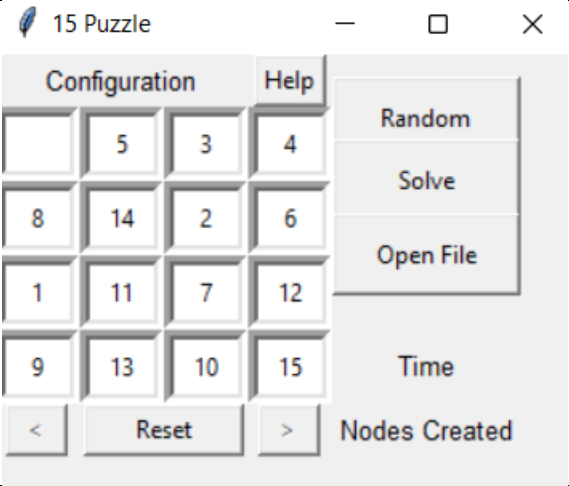 15 Puzzle
Configuration Help
Random
5 3 4
Solve
8 14 2 6
Open File
1 11 7 12
9 13 10 15 Time
< Reset > Nodes Created